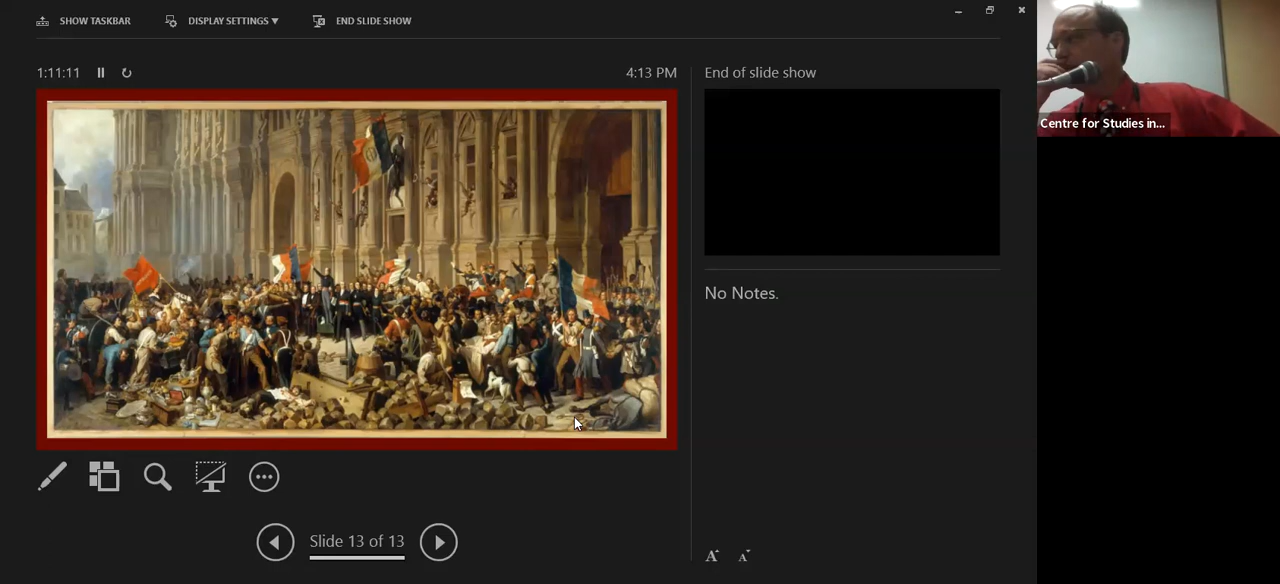 SHOW TASKBAR DISPLAY SETTINGS ▼ END SLIDE SHOW
1:11:11 4:13 PM
End of slide show
No Notes.
Slide 13 of 13
A A
Centre for Studies in...